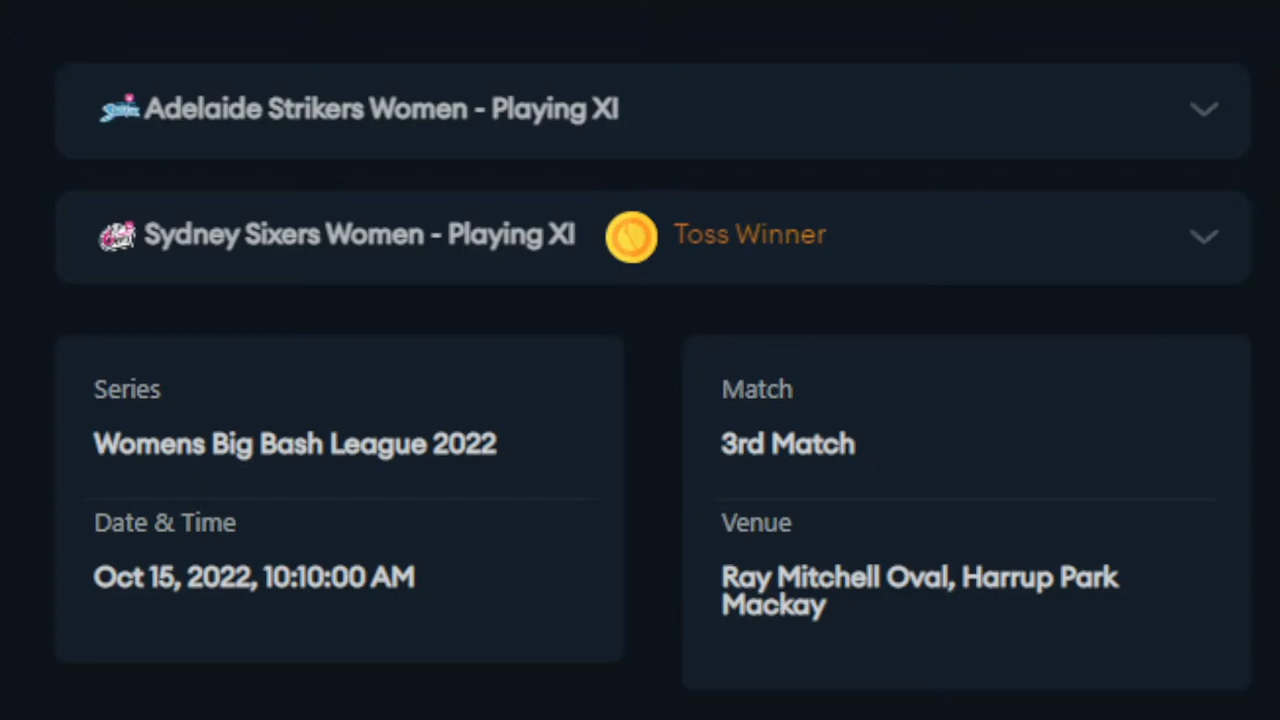 Adelaide Strikers Women - Playing XI
Sydney Sixers Women - Playing XI Toss Winner
Series
Womens Big Bash League 2022
Date & Time
Oct 15, 2022, 10:10:00 AM
Match
3rd Match
Venue
Ray Mitchell Oval, Harrup Park
Mackay